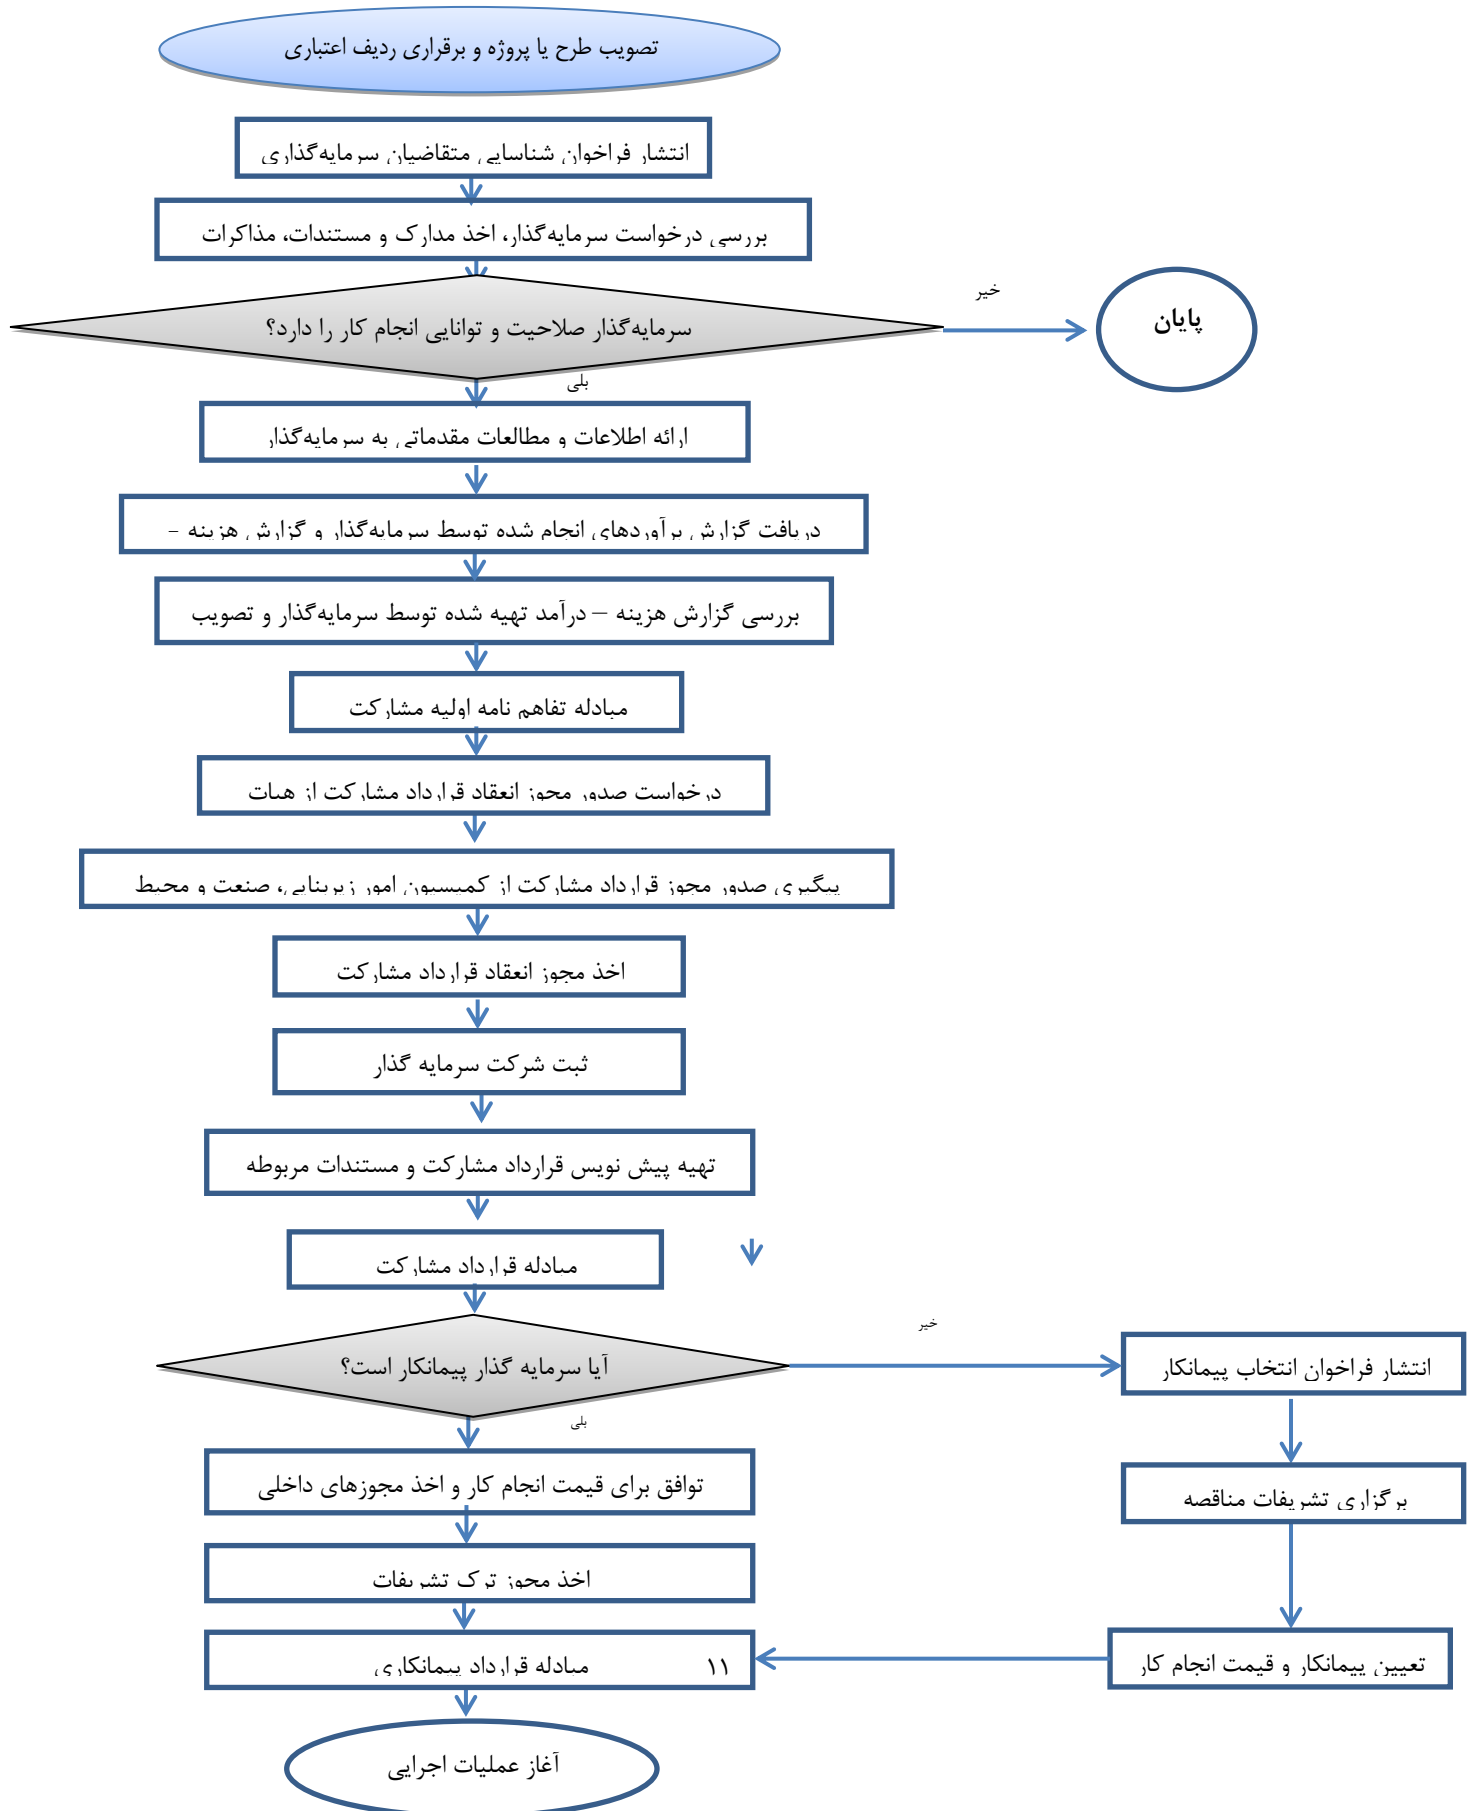 تصویب طرح یا پروژه و برقراری ردیف اعتباری
انتشار فراخوان شناسایی متقاضیان سرمایه‌گذاری
بررسی درخواست سرمایه‌گذار، اخذ مدارک و مستندات، مذاکرات
سرمایه‌گذار صلاحیت و توانایی انجام کار را دارد؟
خیر
پایان
بلی
ارائه اطلاعات و مطالعات مقدماتی به سرمایه‌گذار
دریافت گزارش برآوردهای انجام شده توسط سرمایه‌گذار و گزارش هزینه -
بررسی گزارش هزینه – درآمد تهیه شده توسط سرمایه‌گذار و تصویب
مبادله تفاهم نامه اولیه مشارکت
درخواست صدور مجوز انعقاد قرارداد مشارکت از هیات
پیگیری صدور مجوز قرارداد مشارکت از کمیسیون امور زیربنایی، صنعت و محیط
اخذ مجوز انعقاد قرارداد مشارکت
ثبت شرکت سرمایه گذار
تهیه پیش نویس قرارداد مشارکت و مستندات مربوطه
مبادله قرارداد مشارکت
آیا سرمایه گذار پیمانکار است؟
خیر
انتشار فراخوان انتخاب پیمانکار
بلی
توافق برای قیمت انجام کار و اخذ مجوزهای داخلی
برگزاری تشریفات مناقصه
اخذ مجوز ترک تشریفات
۱۱ مبادله قرارداد پیمانکاری
تعیین پیمانکار و قیمت انجام کار
آغاز عملیات اجرایی